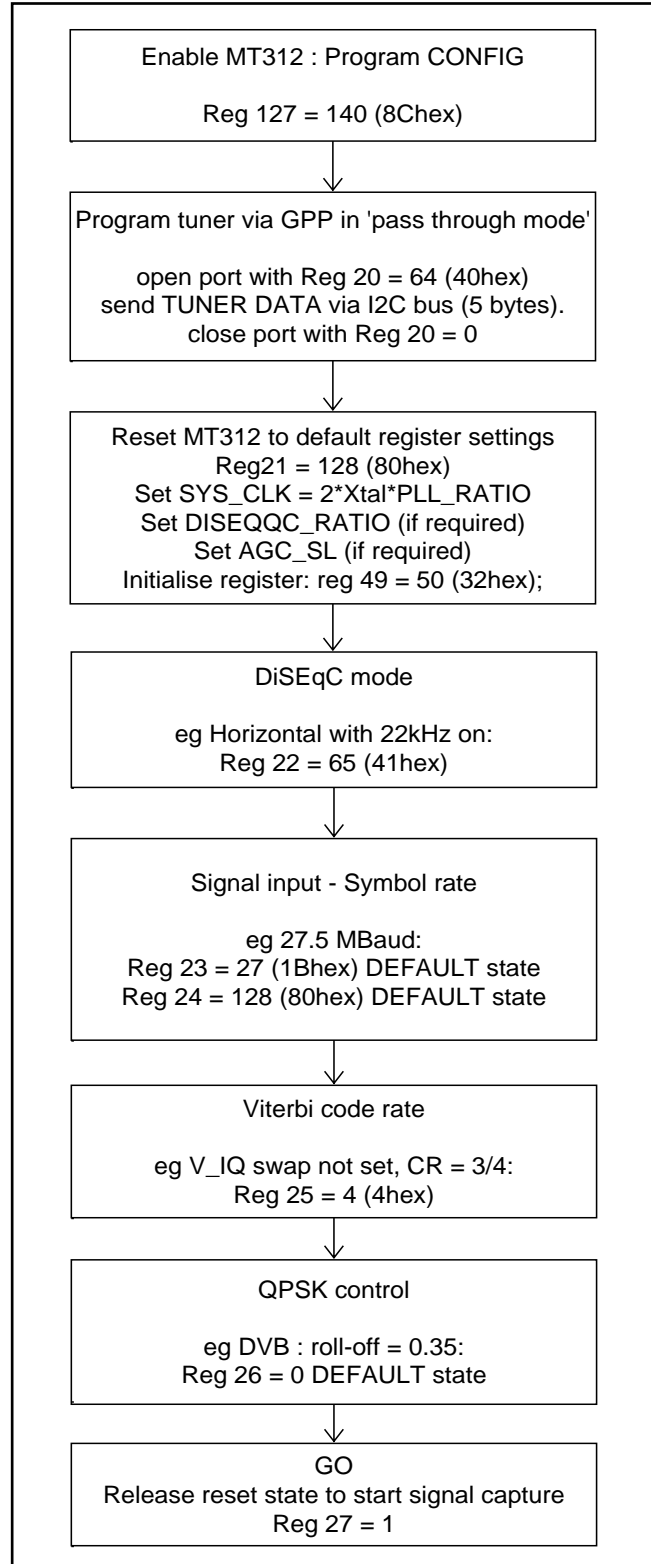 Enable MT312 : Program CONFIG
Reg 127 = 140 (8Chex)
Program tuner via GPP in 'pass through mode'
open port with Reg 20 = 64 (40hex)
send TUNER DATA via I2C bus (5 bytes).
close port with Reg 20 = 0
Reset MT312 to default register settings
Reg21 = 128 (80hex)
Set SYS_CLK = 2*Xtal*PLL_RATIO
Set DISEQQC_RATIO (if required)
Set AGC_SL (if required)
Initialise register: reg 49 = 50 (32hex);
DiSEqC mode
eg Horizontal with 22kHz on:
Reg 22 = 65 (41hex)
Signal input - Symbol rate
eg 27.5 MBaud:
Reg 23 = 27 (1Bhex) DEFAULT state
Reg 24 = 128 (80hex) DEFAULT state
Viterbi code rate
eg V_IQ swap not set, CR = 3/4:
Reg 25 = 4 (4hex)
QPSK control
eg DVB : roll-off = 0.35:
Reg 26 = 0 DEFAULT state
GO
Release reset state to start signal capture
Reg 27 = 1